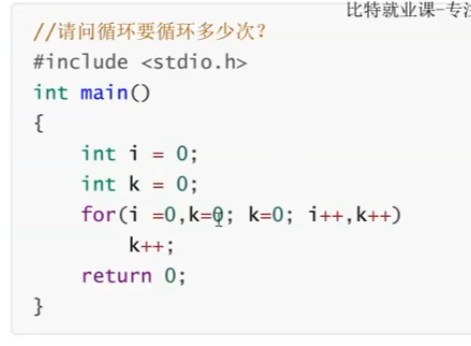 比特就业课-专注
//请问循环要循环多少次？
#include <stdio.h>
int main()
{
    int i = 0;
    int k = 0;
    for(i =0,k=0; k=0; i++,k++)
        k++;
    return 0;
}